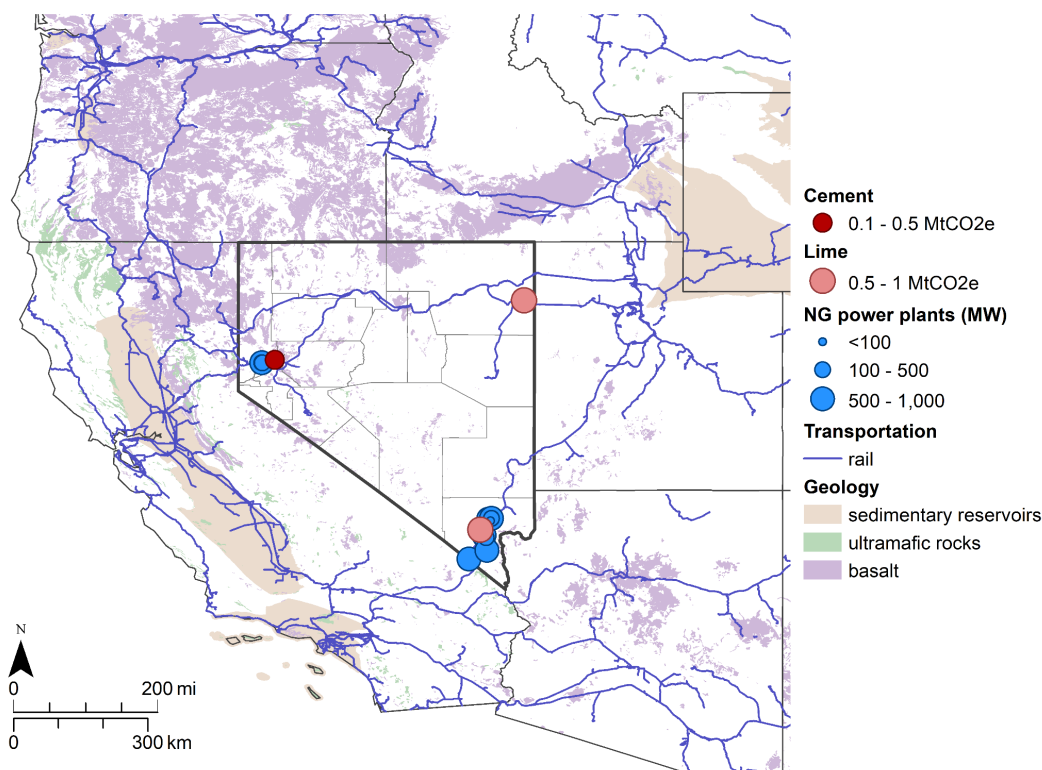 Cement
0.1 - 0.5 MtCO2e
Lime
0.5 - 1 MtCO2e
NG power plants (MW)
<100
100 - 500
500 - 1,000
Transportation
rail
Geology
sedimentary reservoirs
ultramafic rocks
basalt
N
0 200 mi
0 300 km